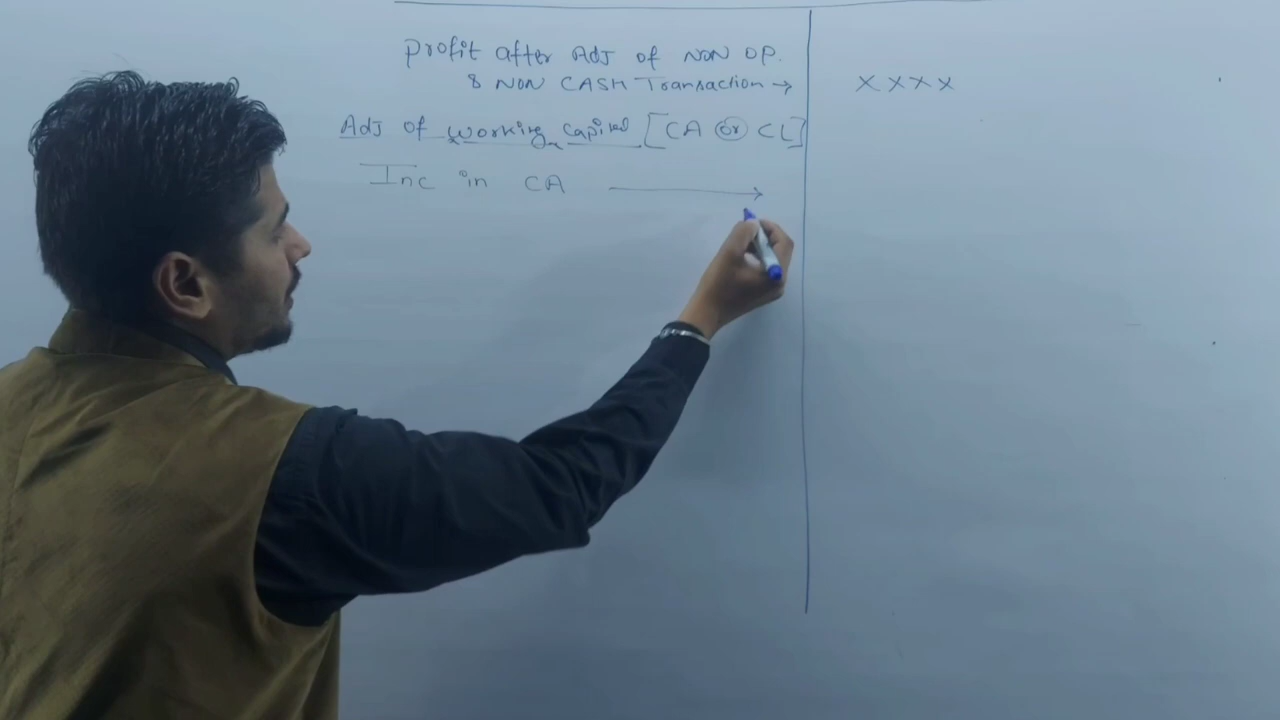 Profit after Adj of NON OP.
& NON CASH Transaction → xxxx
Adj of working capital [CA or CL]
Inc in CA →